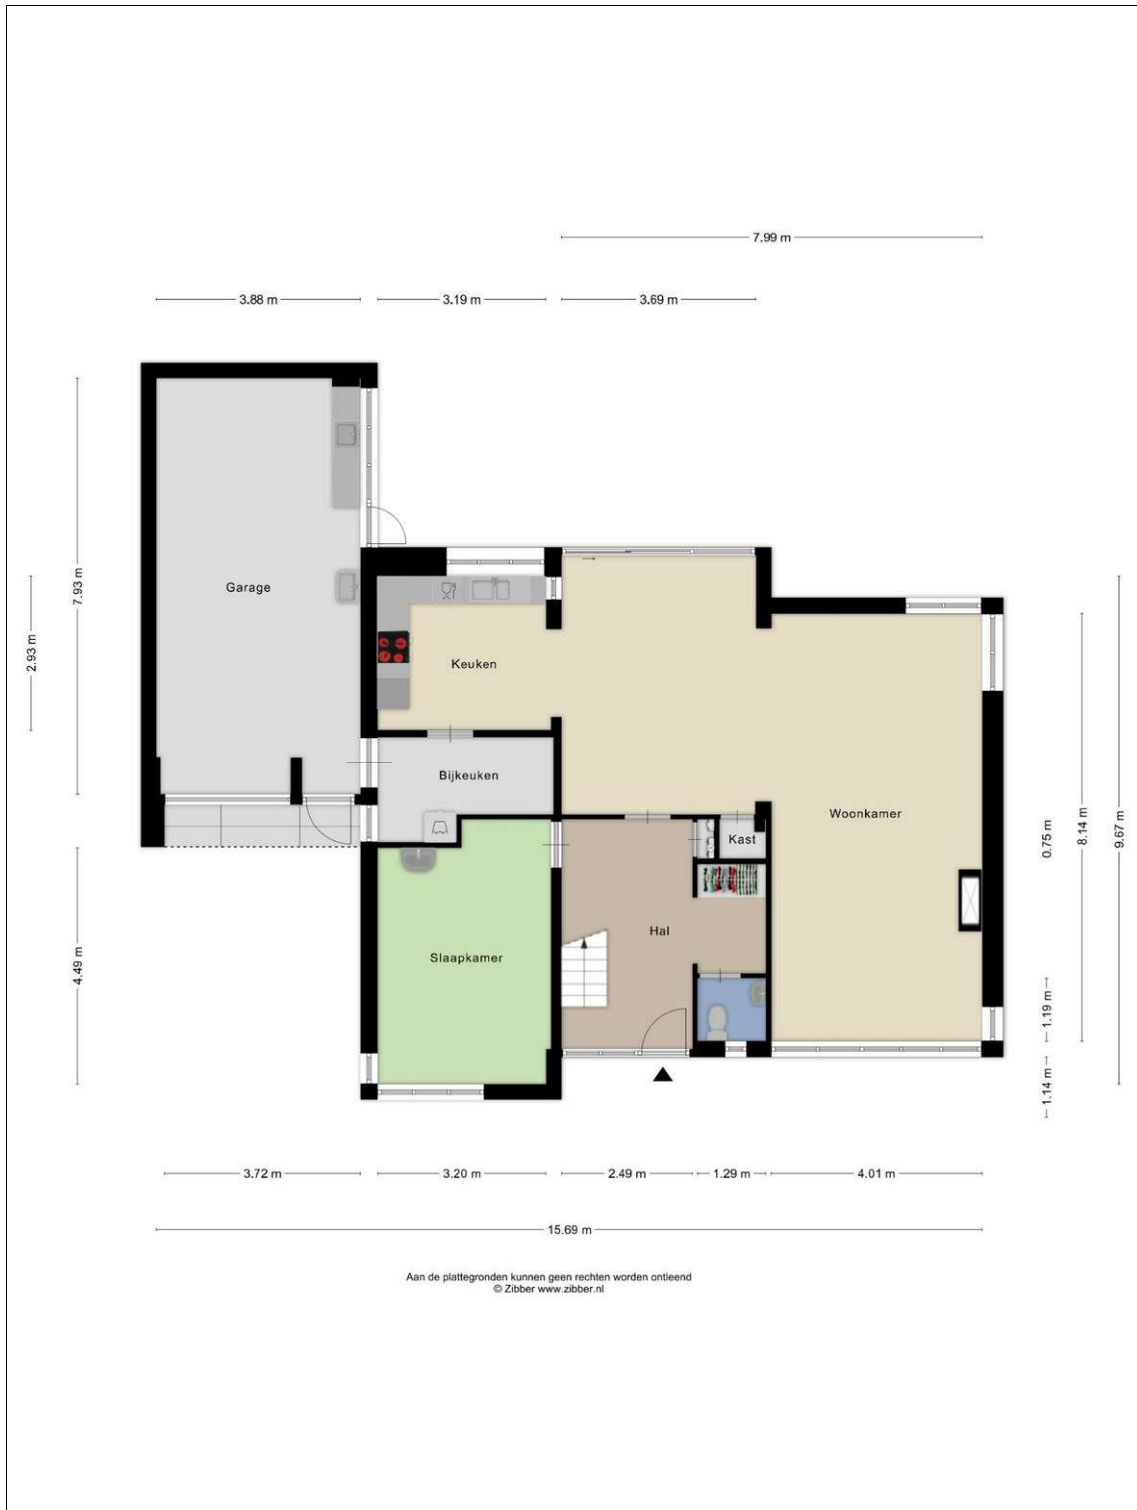 7.99 m
3.88 m
3.19 m
3.69 m
7.93 m
2.93 m
Garage
Keuken
Bijkeuken
Woonkamer
Kast
Hal
Slaapkamer
0.75 m
8.14 m
9.67 m
4.49 m
1.19 m
1.14 m
3.72 m
3.20 m
2.49 m
1.29 m
4.01 m
15.69 m
Aan de plattegronden kunnen geen rechten worden ontleend
© Zibber www.zibber.nl